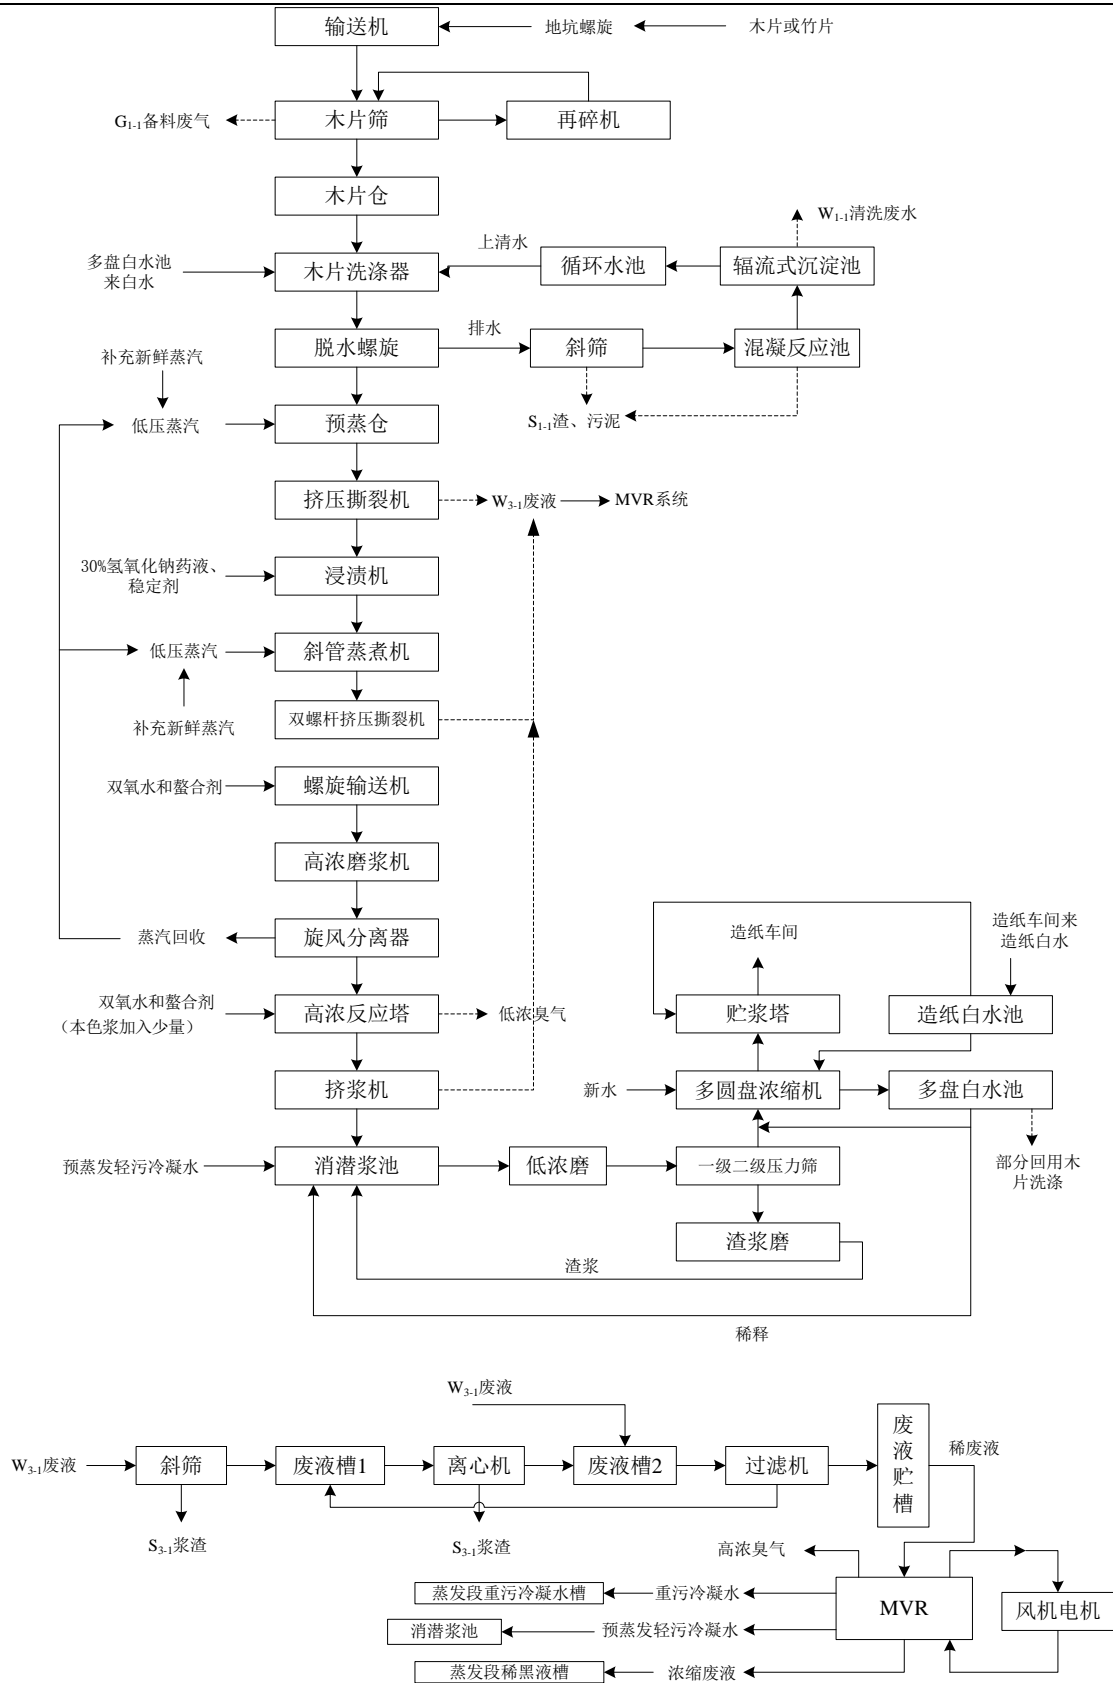 输送机
地坑螺旋
木片或竹片
G1-1备料废气
木片筛
再碎机
木片仓
W1-1清洗废水
多盘白水池
来白水
木片洗涤器
上清水
循环水池
辐流式沉淀池
脱水螺旋
排水
斜筛
混凝反应池
补充新鲜蒸汽
低压蒸汽
预蒸仓
S1-1渣、污泥
挤压撕裂机
W3-1废液
MVR系统
30%氢氧化钠药液、
稳定剂
浸渍机
低压蒸汽
斜管蒸煮机
补充新鲜蒸汽
双螺杆挤压撕裂机
双氧水和螯合剂
螺旋输送机
高浓磨浆机
蒸汽回收
旋风分离器
造纸车间
造纸车间来
造纸白水
双氧水和螯合剂
（本色浆加入少量）
高浓反应塔
低浓臭气
贮浆塔
造纸白水池
挤浆机
新水
多圆盘浓缩机
多盘白水池
预蒸发轻污冷凝水
消潜浆池
低浓磨
一级二级压力筛
部分回用木
片洗涤
渣浆磨
渣浆
稀释
W3-1废液
W3-1废液
斜筛
废液槽1
离心机
废液槽2
过滤机
废
液
贮
槽
稀废液
S3-1浆渣
S3-1浆渣
高浓臭气
蒸发段重污冷凝水槽
重污冷凝水
MVR
风机电机
消潜浆池
预蒸发轻污冷凝水
蒸发段稀黑液槽
浓缩废液